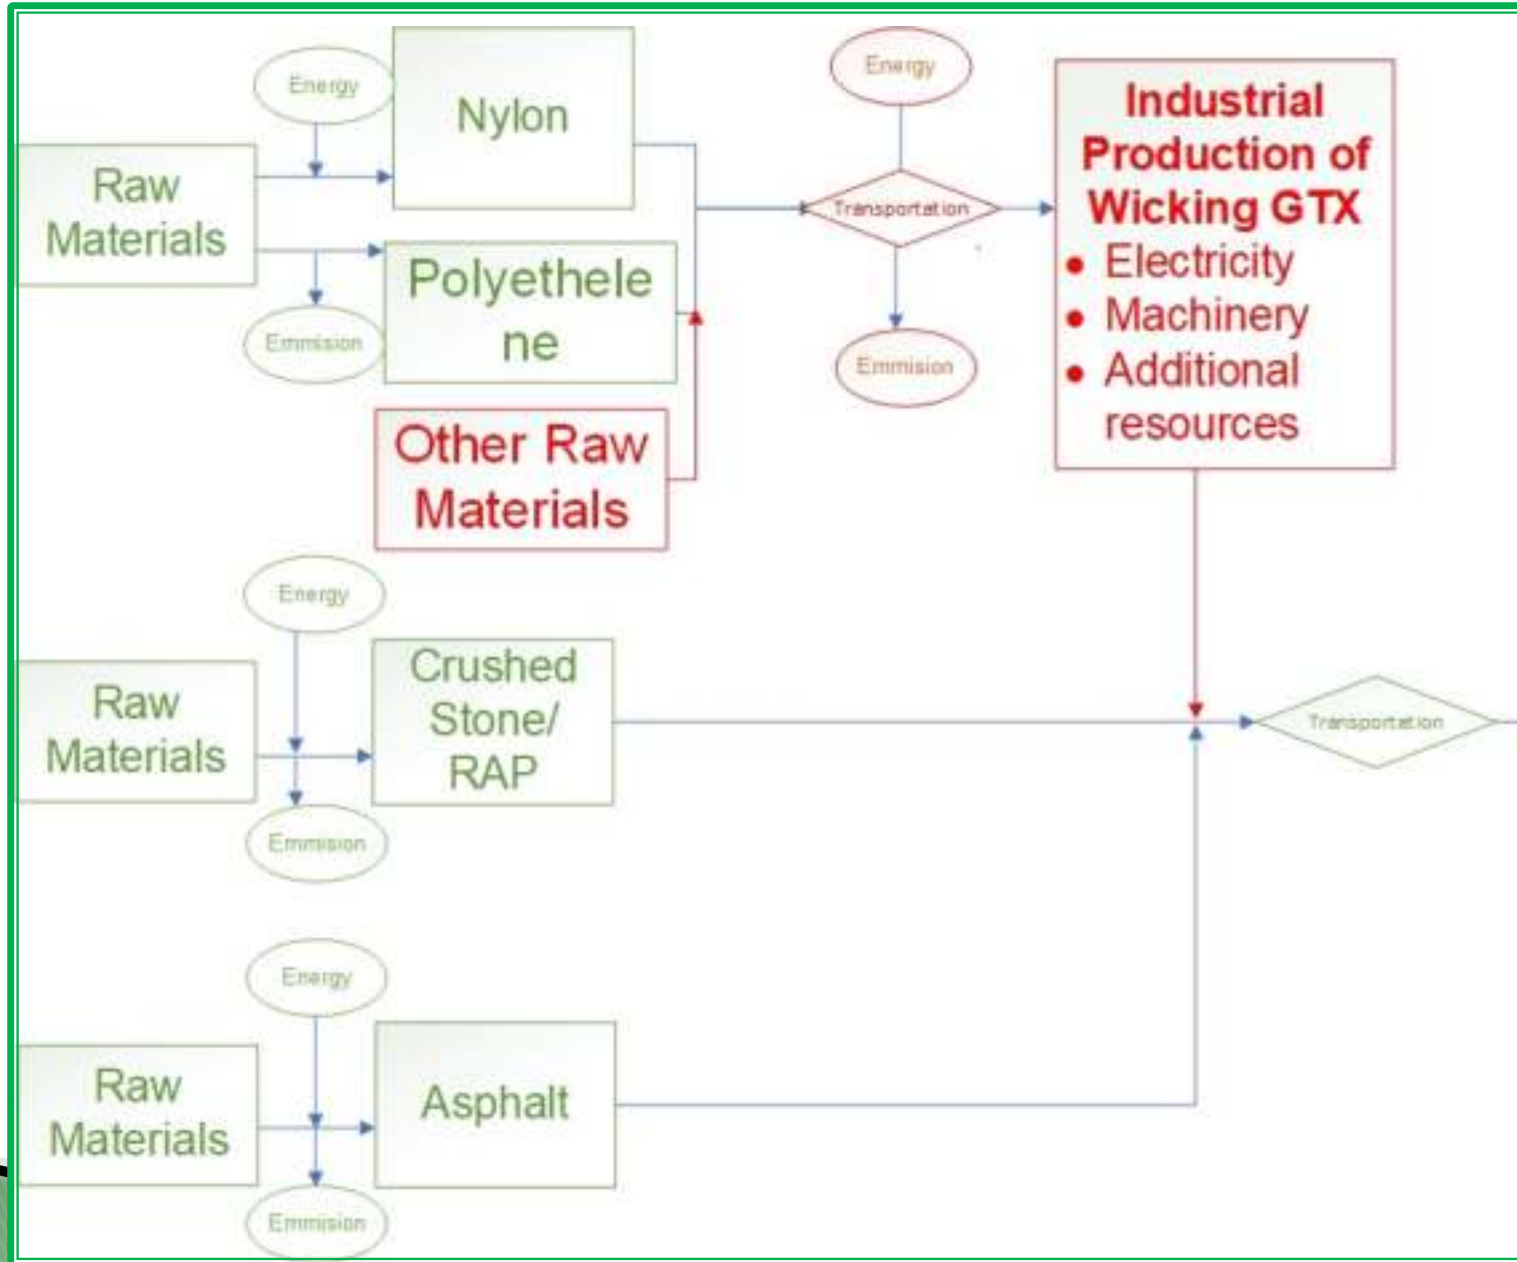 Energy
Nylon
Raw
Materials
Polyethele
ne
Emmision
Other Raw
Materials
Energy
Transportation
Emmision
Industrial
Production of
Wicking GTX
• Electricity
• Machinery
• Additional
resources
Energy
Raw
Materials
Crushed
Stone/
RAP
Emmision
Transportation
Energy
Raw
Materials
Asphalt
Emmision